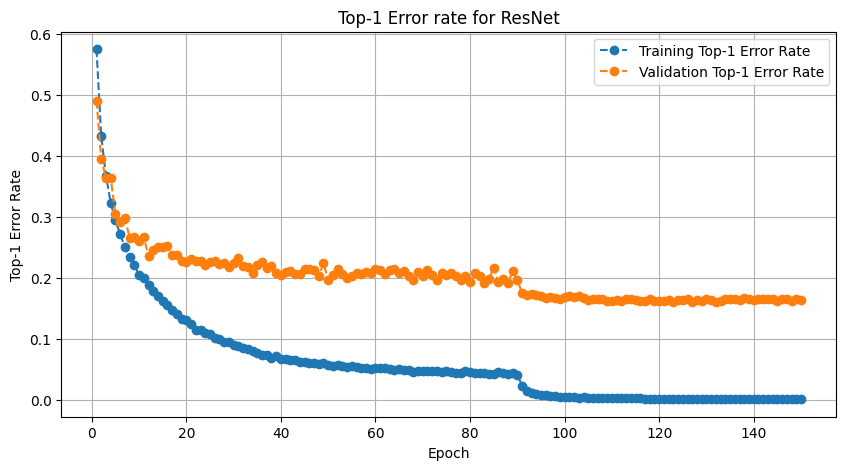 Top-1 Error rate for ResNet
Training Top-1 Error Rate
Validation Top-1 Error Rate
Top-1 Error Rate
0.6
0.5
0.4
0.3
0.2
0.1
0.0
0 20 40 60 80 100 120 140
Epoch